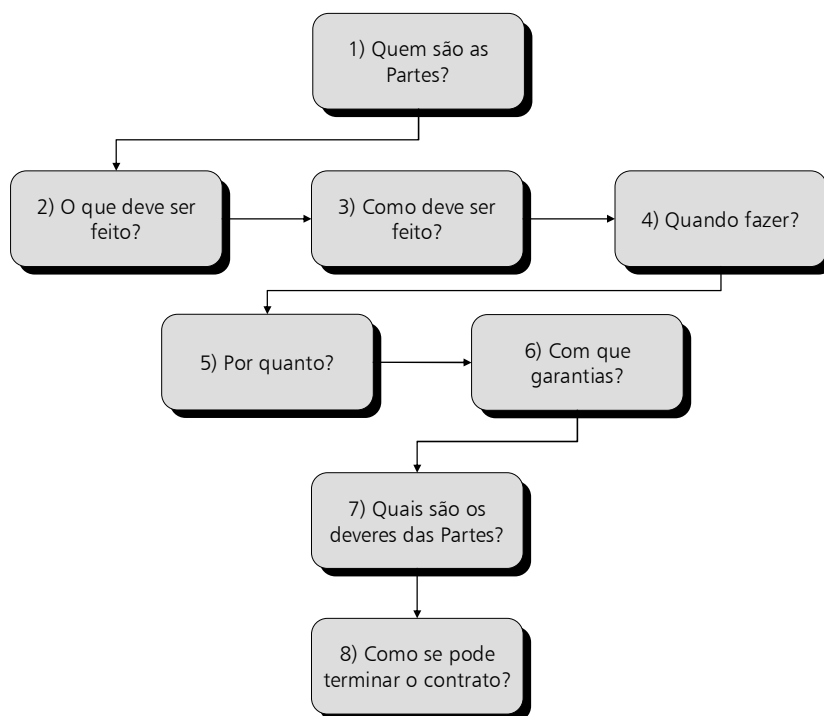 1) Quem são as
Partes?
2) O que deve ser
feito?
3) Como deve ser
feito?
4) Quando fazer?
5) Por quanto?
6) Com que
garantias?
7) Quais são os
deveres das Partes?
8) Como se pode
terminar o contrato?